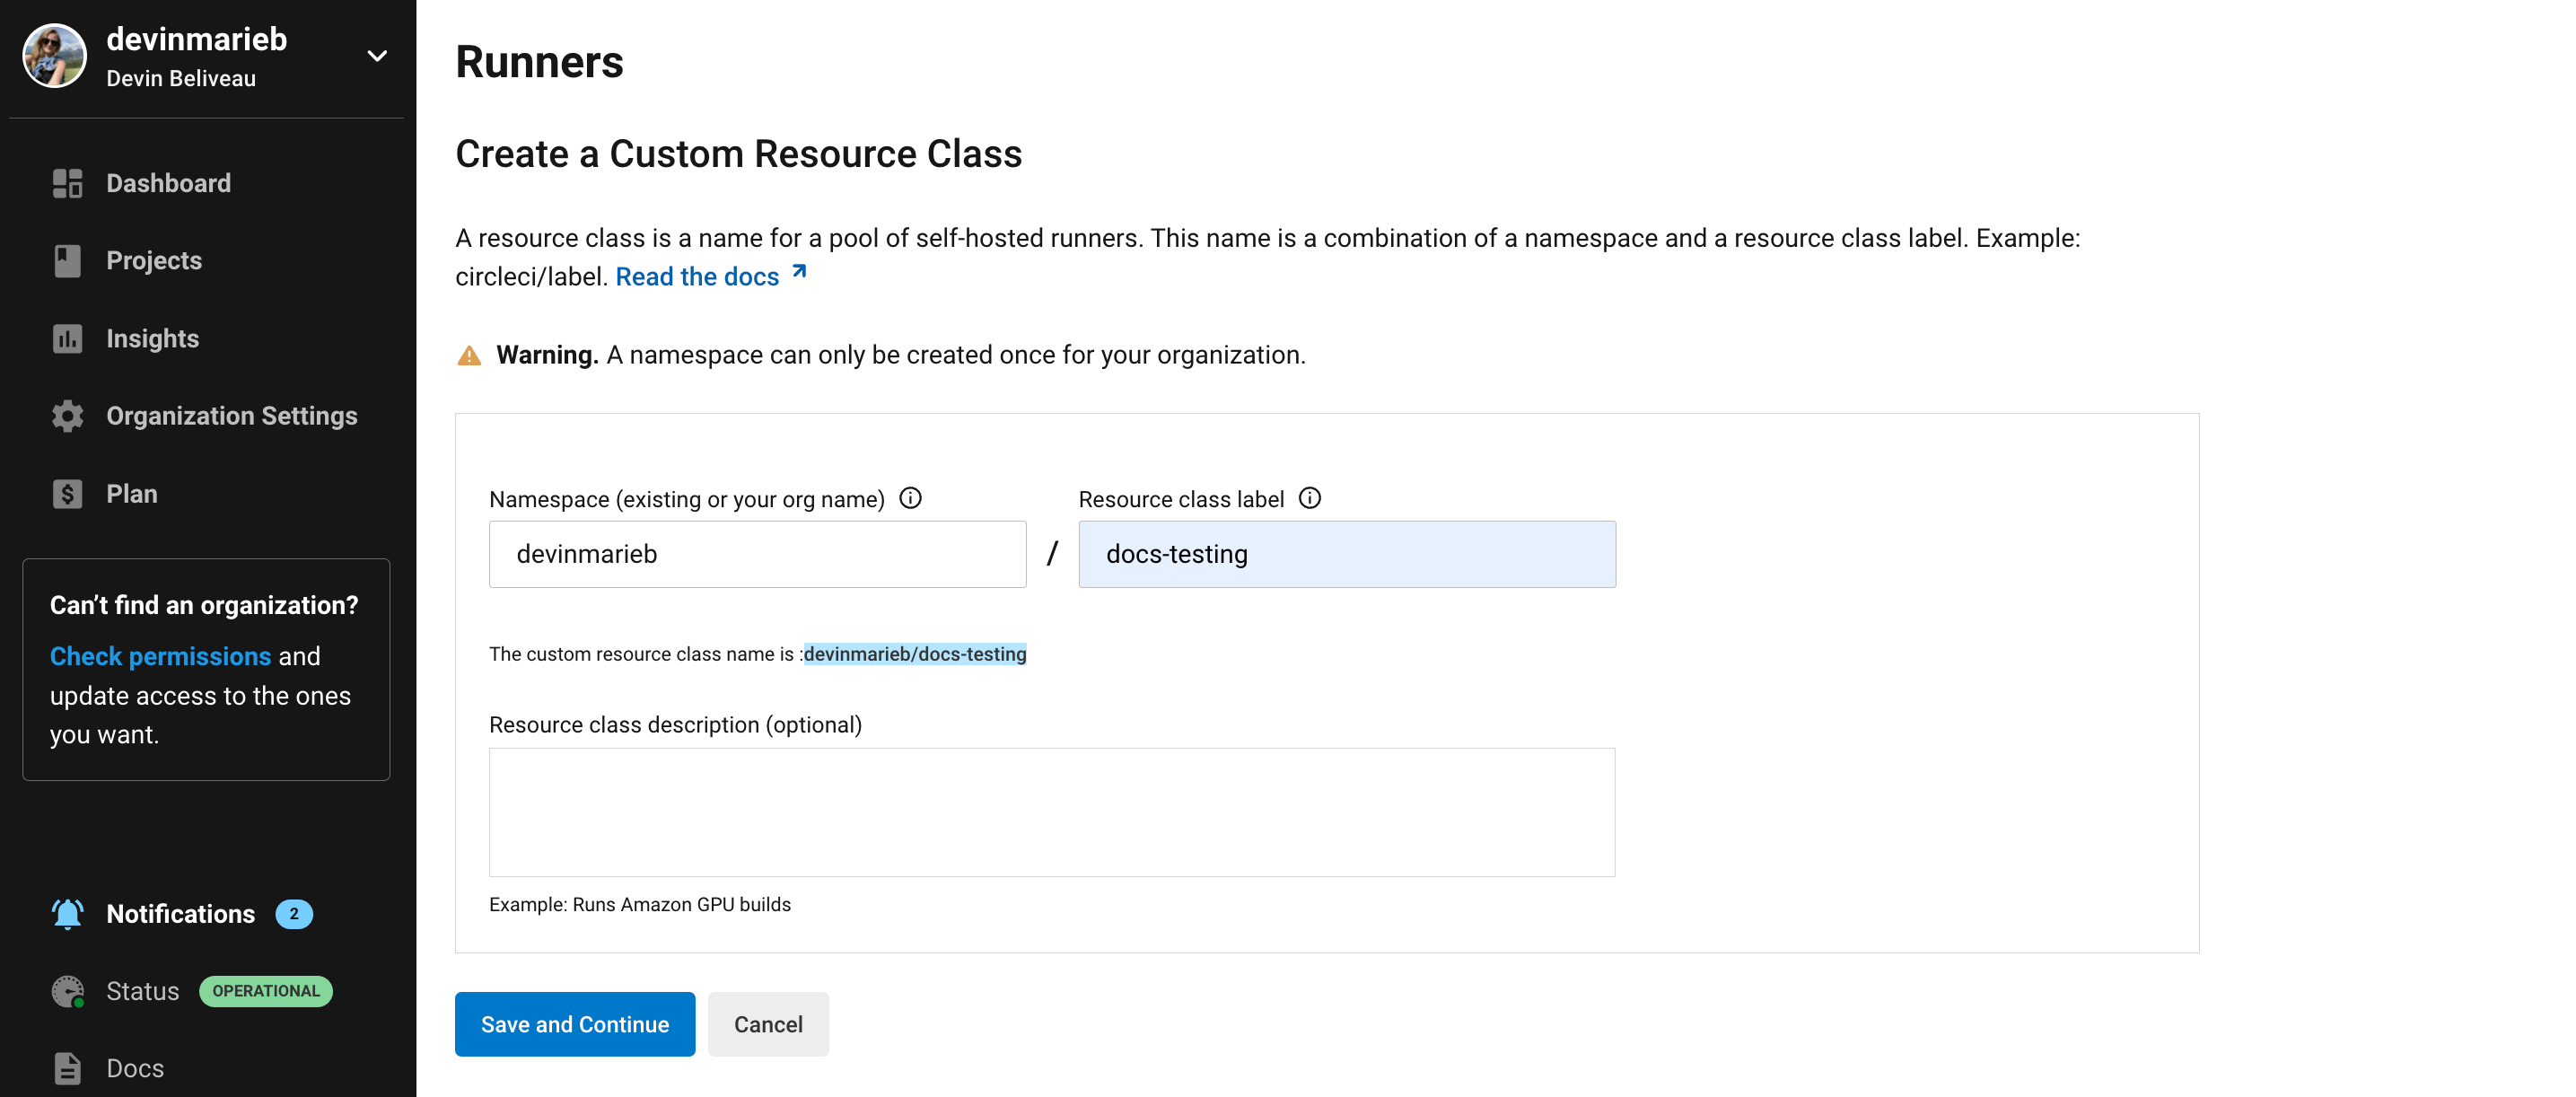 devinmarieb
Devin Beliveau
Dashboard
Projects
Insights
Organization Settings
Plan
Can’t find an organization?
Check permissions and
update access to the ones
you want.
Notifications 2
Status OPERATIONAL
Docs
Runners
Create a Custom Resource Class
A resource class is a name for a pool of self-hosted runners. This name is a combination of a namespace and a resource class label. Example:
circleci/label. Read the docs
Warning. A namespace can only be created once for your organization.
Namespace (existing or your org name) Resource class label
devinmarieb / docs-testing
The custom resource class name is :devinmarieb/docs-testing
Resource class description (optional)
Example: Runs Amazon GPU builds
Save and Continue Cancel